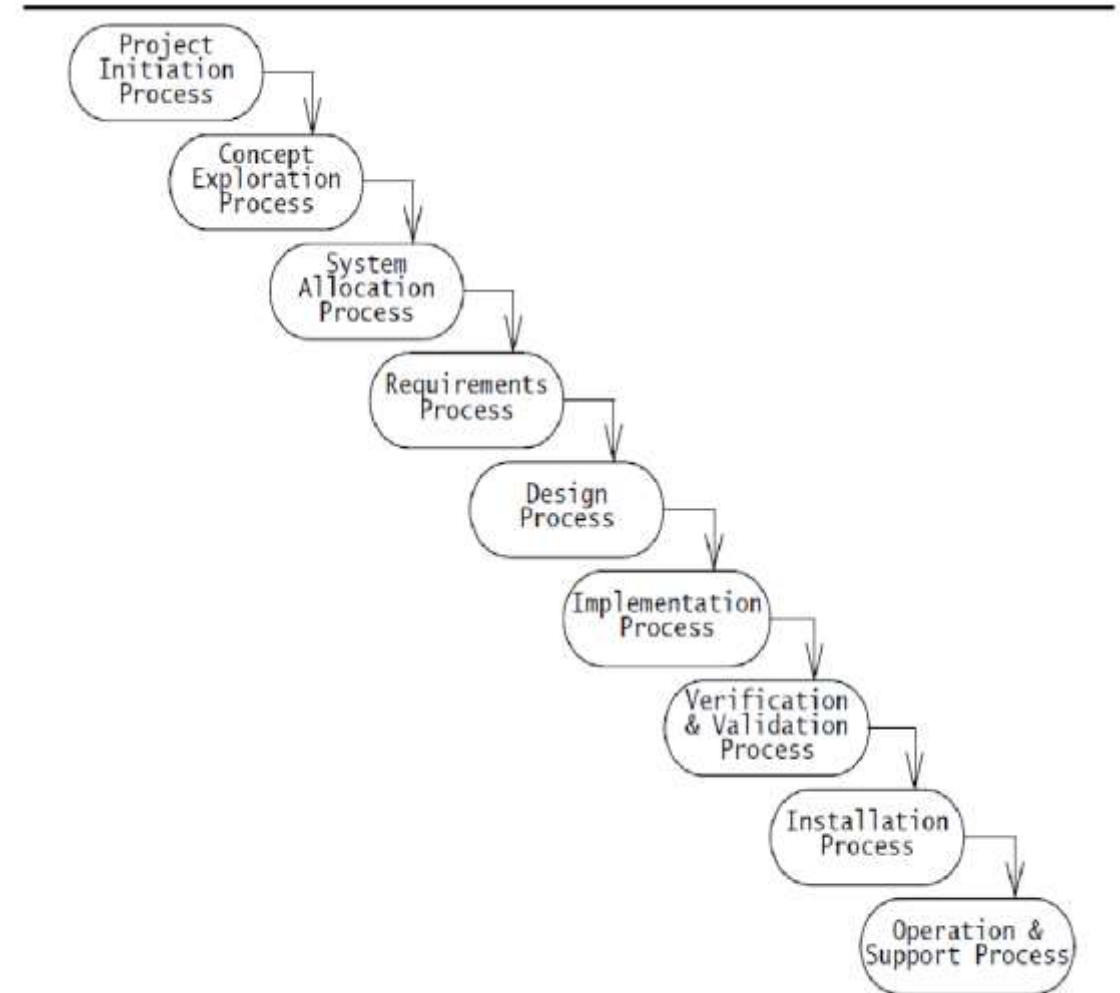 Project
Initiation
Process
Concept
Exploration
Process
System
Allocation
Process
Requirements
Process
Design
Process
Implementation
Process
Verification
& Validation
Process
Installation
Process
Operation &
Support Process